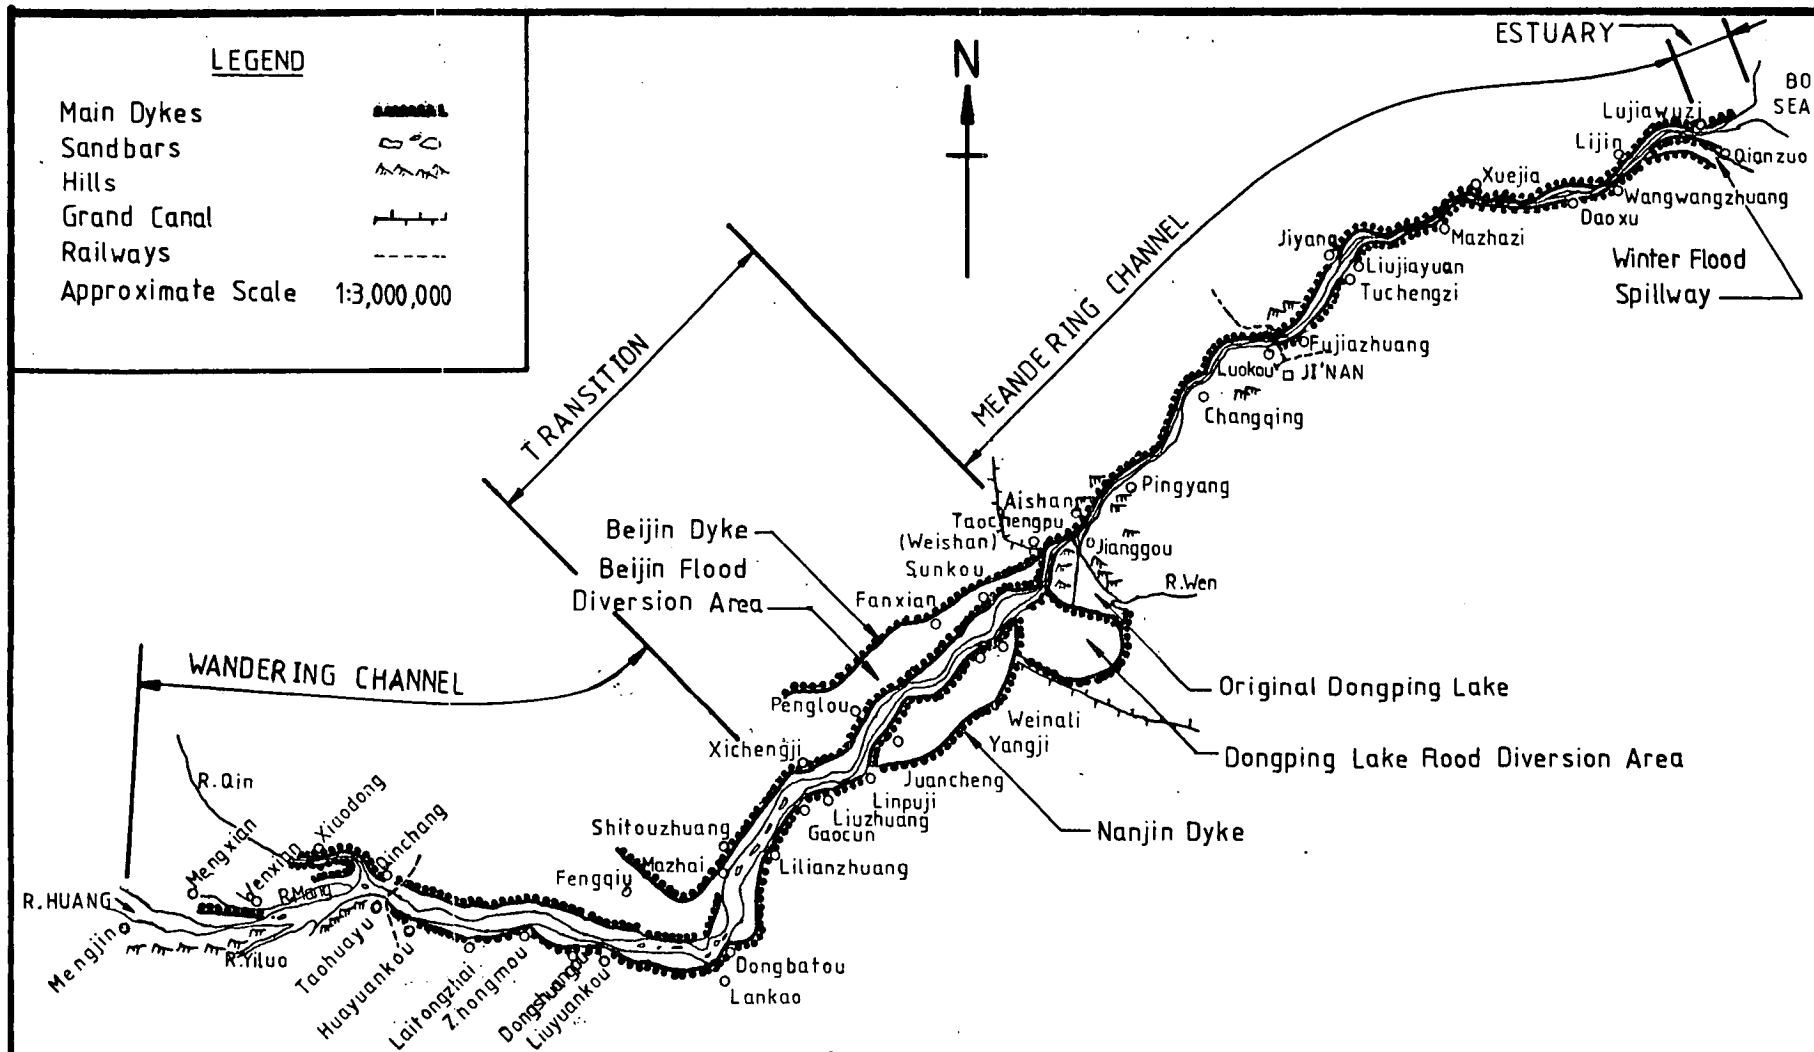 LEGEND
Main Dykes
Sandbars
Hills
Grand Canal
Railways
Approximate Scale 1:3,000,000
N
ESTUARY
BO
SEA
Lujiawuzi
Lijin
Qianzuo
Xuejia
Wangwangzhuang
Daoxu
Mazhazi
Jiyang
Liujiayuan
Tuchengzi
Winter Flood
Spillway
MEANDERING CHANNEL
Fujiazhuang
Luokou
JI'NAN
Changqing
TRANSITION
Pingyang
Aishan
Taochengpu
(Weishan)
Jianggou
Sunkou
R.Wen
Beijin Dyke
Beijin Flood
Diversion Area
Fanxian
WANDERING CHANNEL
Original Dongping Lake
Penglou
Weinali
Yangji
Xichengji
Dongping Lake Flood Diversion Area
Juancheng
Linpuji
Liuzhuang
Gaocun
Nanjin Dyke
R.Qin
Xiaodong
Qinchang
Mengxian
Wenxian
Shitouzhuang
Mazhai
Lilianzhuang
Fengqiu
R.Mang
R.HUANG
Mengjin
R.Yiluo
Taohuayu
Huayuankou
Laitongzhai
Zhongmou
Liuyuankou
Dongbatou
Lankao